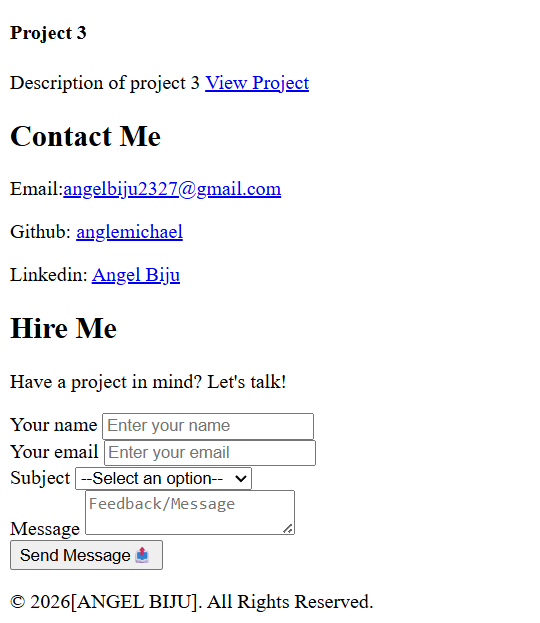 Project 3
Description of project 3 View Project
Contact Me
Email:angelbiju2327@gmail.com
Github: anglemichael
Linkedin: Angel Biju
Hire Me
Have a project in mind? Let's talk!
Your name Enter your name
Your email Enter your email
Subject --Select an option--
Message Feedback/Message
Send Message📤
© 2026[ANGEL BIJU]. All Rights Reserved.